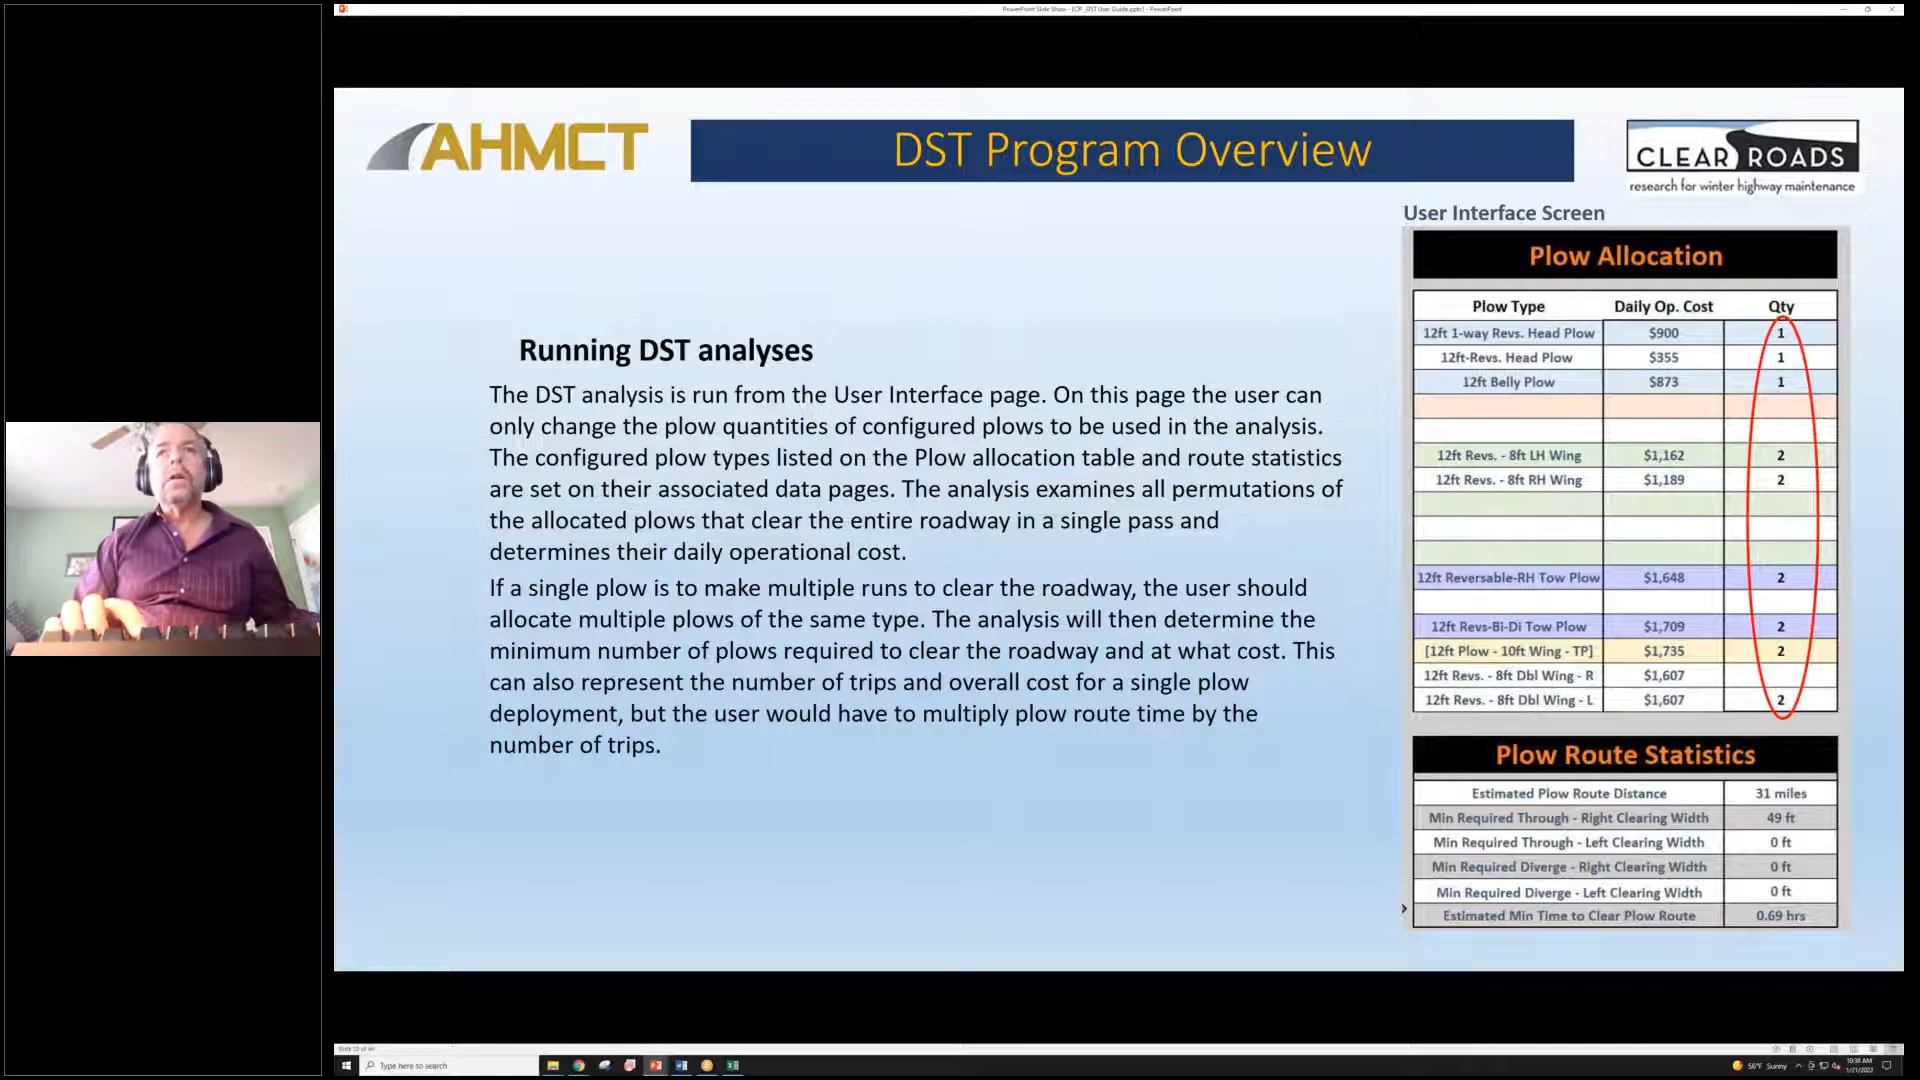 PowerPoint Slide Show - [CR_DST User Guide.pptx] - PowerPoint
AHMCT
DST Program Overview
CLEAR ROADS
research for winter highway maintenance
User Interface Screen
Plow Allocation
Plow Type Daily Op. Cost Qty
12ft 1-way Revs. Head Plow $900 1
12ft-Revs. Head Plow $355 1
12ft Belly Plow $873 1
12ft Revs. - 8ft LH Wing $1,162 2
12ft Revs. - 8ft RH Wing $1,189 2
12ft Reversable-RH Tow Plow $1,648 2
12ft Revs-Bi-Di Tow Plow $1,709 2
[12ft Plow - 10ft Wing - TP] $1,735 2
12ft Revs. - 8ft Dbl Wing - R $1,607
12ft Revs. - 8ft Dbl Wing - L $1,607 2
Plow Route Statistics
Estimated Plow Route Distance 31 miles
Min Required Through - Right Clearing Width 49 ft
Min Required Through - Left Clearing Width 0 ft
Min Required Diverge - Right Clearing Width 0 ft
Min Required Diverge - Left Clearing Width 0 ft
Estimated Min Time to Clear Plow Route 0.69 hrs
Running DST analyses
The DST analysis is run from the User Interface page. On this page the user can
only change the plow quantities of configured plows to be used in the analysis.
The configured plow types listed on the Plow allocation table and route statistics
are set on their associated data pages. The analysis examines all permutations of
the allocated plows that clear the entire roadway in a single pass and
determines their daily operational cost.
If a single plow is to make multiple runs to clear the roadway, the user should
allocate multiple plows of the same type. The analysis will then determine the
minimum number of plows required to clear the roadway and at what cost. This
can also represent the number of trips and overall cost for a single plow
deployment, but the user would have to multiply plow route time by the
number of trips.
Type here to search
56°F Sunny
10:38 AM
1/21/2022